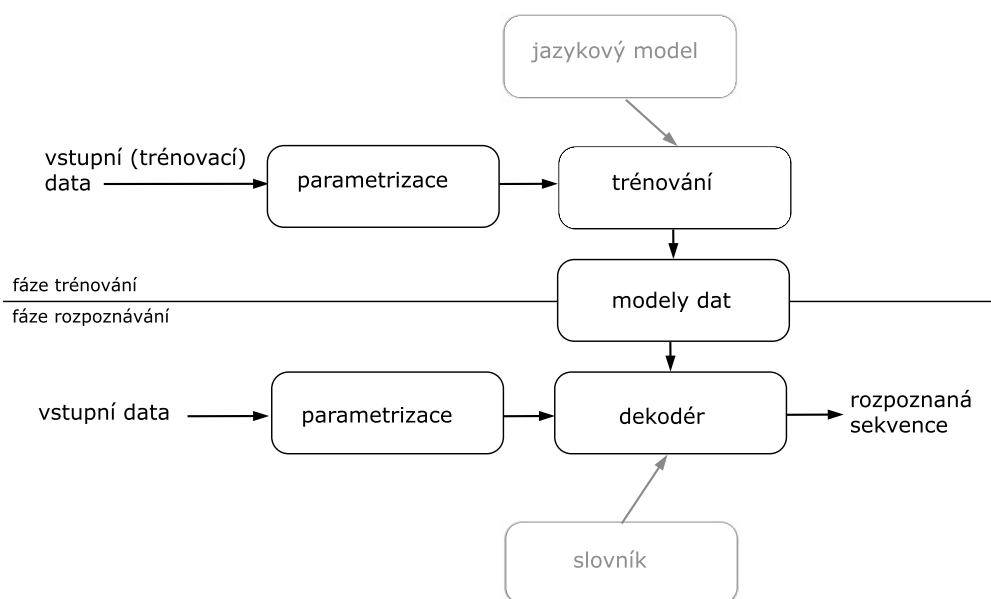 jazykový model
vstupní (trénovací)
data
parametrizace
trénování
fáze trénování
modely dat
fáze rozpoznávání
vstupní data
parametrizace
dekodér
rozpoznaná
sekvence
slovník